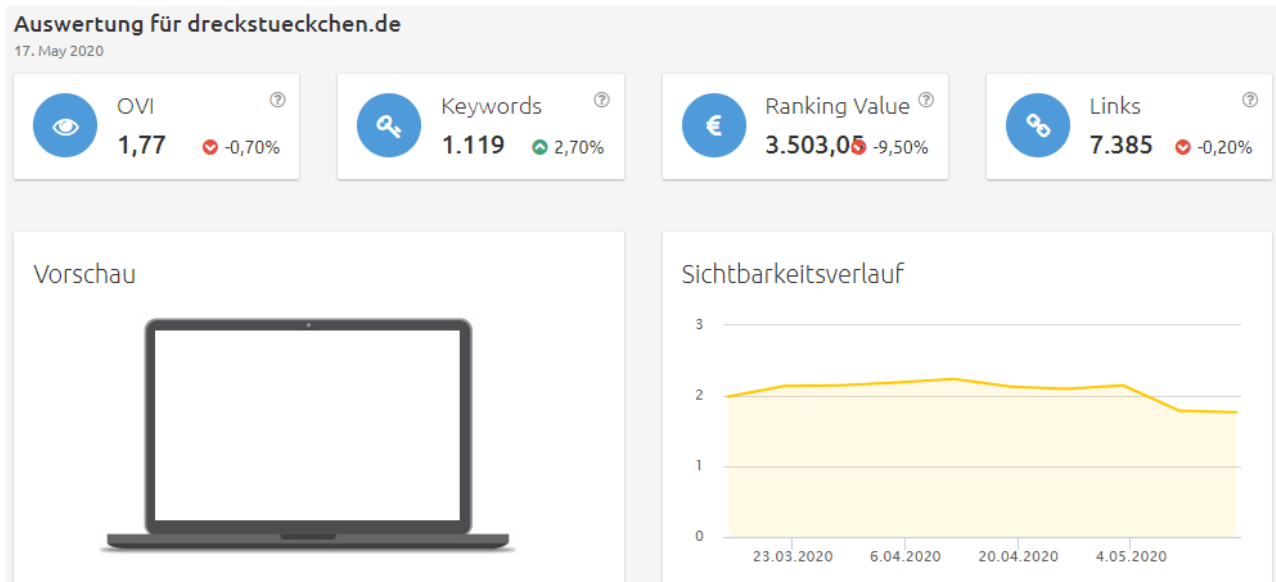 Auswertung für dreckstueckchen.de
17. May 2020
OVI ?
1,77 -0,70%
Keywords ?
1.119 2,70%
Ranking Value ?
€
3.503,05 -9,50%
Links ?
7.385 -0,20%
Vorschau
Sichtbarkeitsverlauf
3
2
1
0
23.03.2020 6.04.2020 20.04.2020 4.05.2020